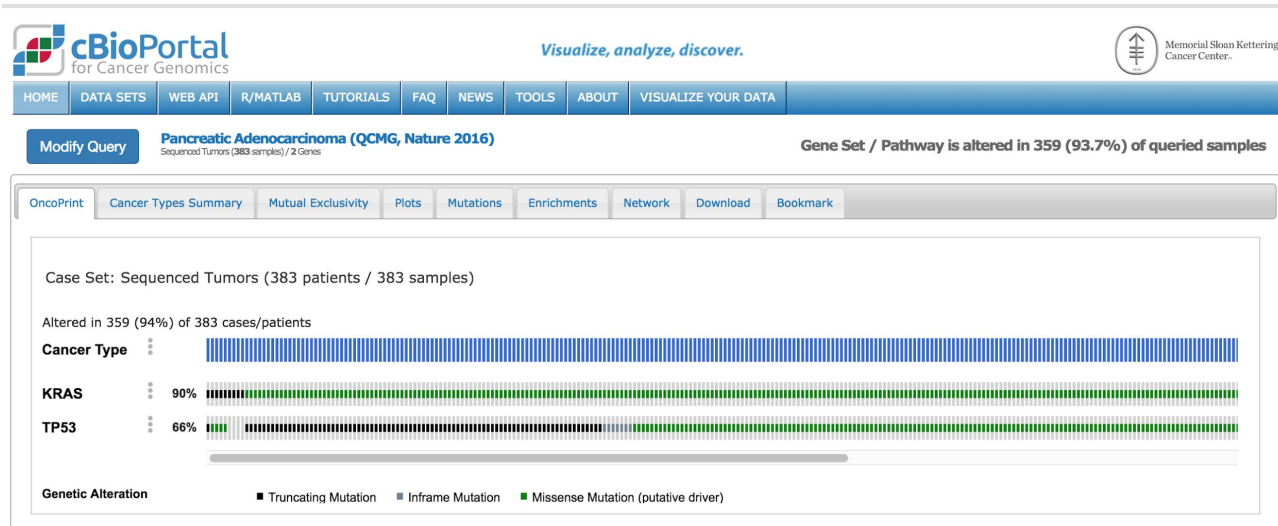 cBioPortal
for Cancer Genomics
Visualize, analyze, discover.
Memorial Sloan Kettering
Cancer Center
HOME DATA SETS WEB API R/MATLAB TUTORIALS FAQ NEWS TOOLS ABOUT VISUALIZE YOUR DATA
Modify Query
Pancreatic Adenocarcinoma (QCMG, Nature 2016)
Sequenced Tumors (383 samples) / 2 Genes
Gene Set / Pathway is altered in 359 (93.7%) of queried samples
OncoPrint Cancer Types Summary Mutual Exclusivity Plots Mutations Enrichments Network Download Bookmark
Case Set: Sequenced Tumors (383 patients / 383 samples)
Altered in 359 (94%) of 383 cases/patients
Cancer Type
KRAS 90%
TP53 66%
Genetic Alteration Truncating Mutation Inframe Mutation Missense Mutation (putative driver)